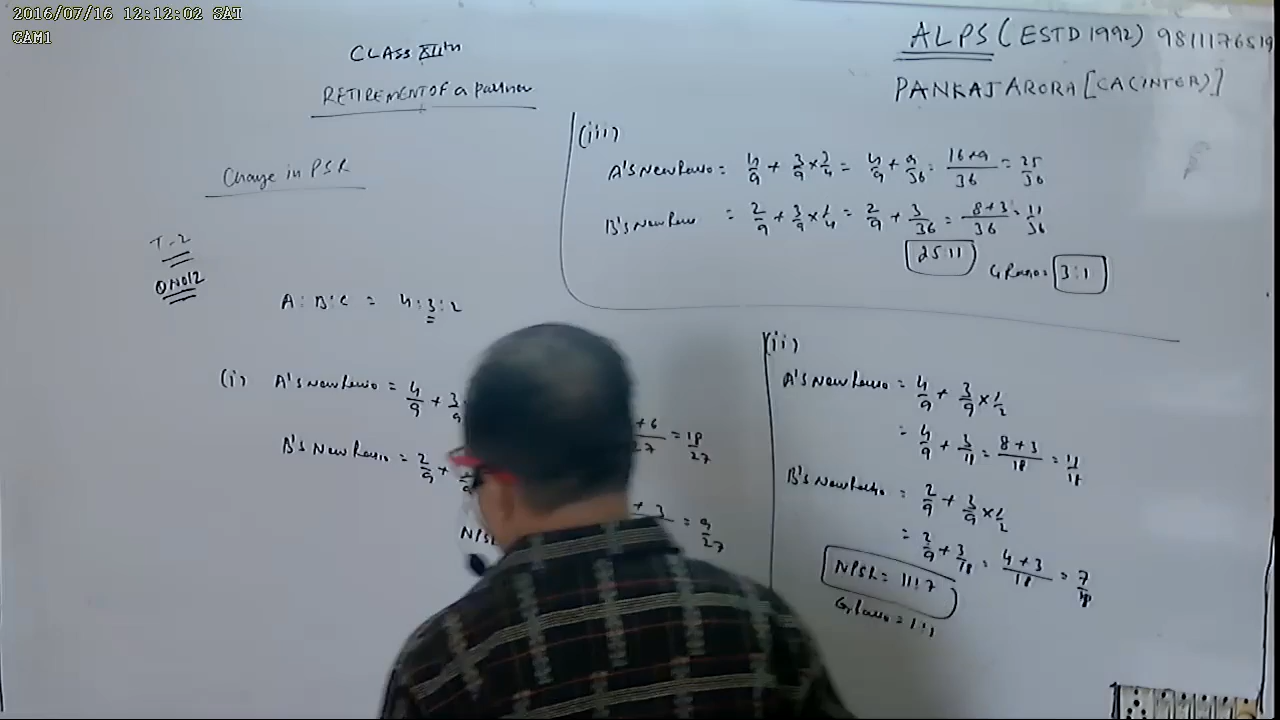 2016/07/16 12:12:02 SAT
CAM1
CLASS XIIth
RETIREMENT OF a partner
ALPS (ESTD 1992) 9811176519
PANKAJ ARORA [CA (INTER)]
Change in PSR
T-2
Q NO12
A : B : C = 4 : 3 : 2
(i) A's New Ratio = 4/9 + 3/9
+ 6/27 = 18/27
B's New Ratio = 2/9 +
+ 3 = 9/27
NPSR
(iii)
A's New Ratio = 4/9 + 3/9 × 3/4 = 4/9 + 9/36 = 16+9/36 = 25/36
B's New Ratio = 2/9 + 3/9 × 1/4 = 2/9 + 3/36 = 8+3/36 = 11/36
25:11
G Ratio = 3:1
(ii)
A's New Ratio = 4/9 + 3/9 × 1/2
= 4/9 + 3/18 = 8+3/18 = 11/18
B's New Ratio = 2/9 + 3/9 × 1/2
= 2/9 + 3/18 = 4+3/18 = 7/18
NPSR = 11:7
G Ratio = 1:1